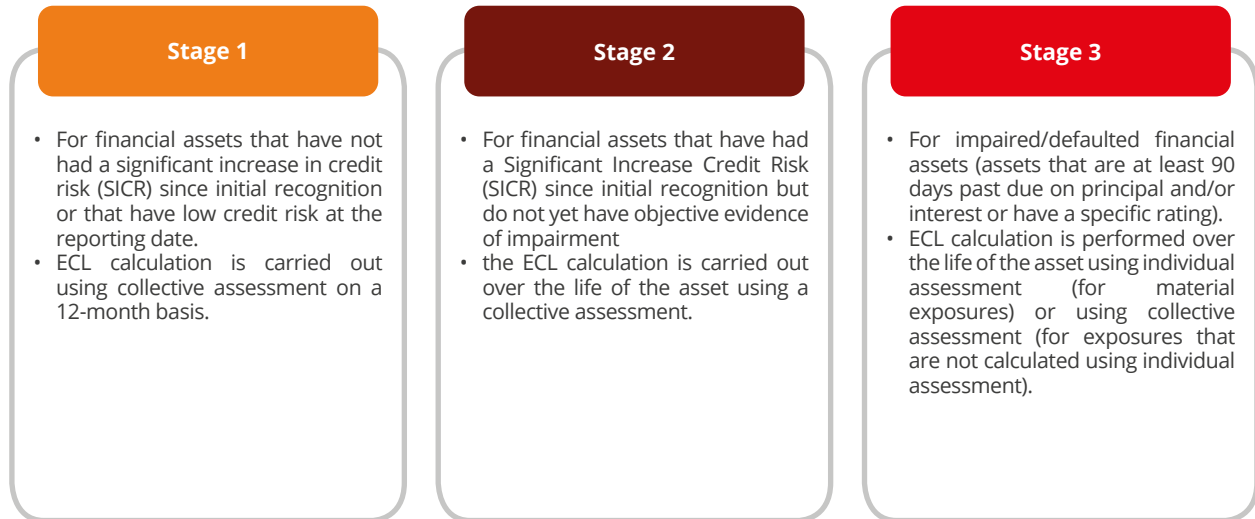 Stage 1
• For financial assets that have not
had a significant increase in credit
risk (SICR) since initial recognition
or that have low credit risk at the
reporting date.
• ECL calculation is carried out
using collective assessment on a
12-month basis.
Stage 2
• For financial assets that have had
a Significant Increase Credit Risk
(SICR) since initial recognition but
do not yet have objective evidence
of impairment
• the ECL calculation is carried out
over the life of the asset using a
collective assessment.
Stage 3
• For impaired/defaulted financial
assets (assets that are at least 90
days past due on principal and/or
interest or have a specific rating).
• ECL calculation is performed over
the life of the asset using individual
assessment (for material
exposures) or using collective
assessment (for exposures that
are not calculated using individual
assessment).